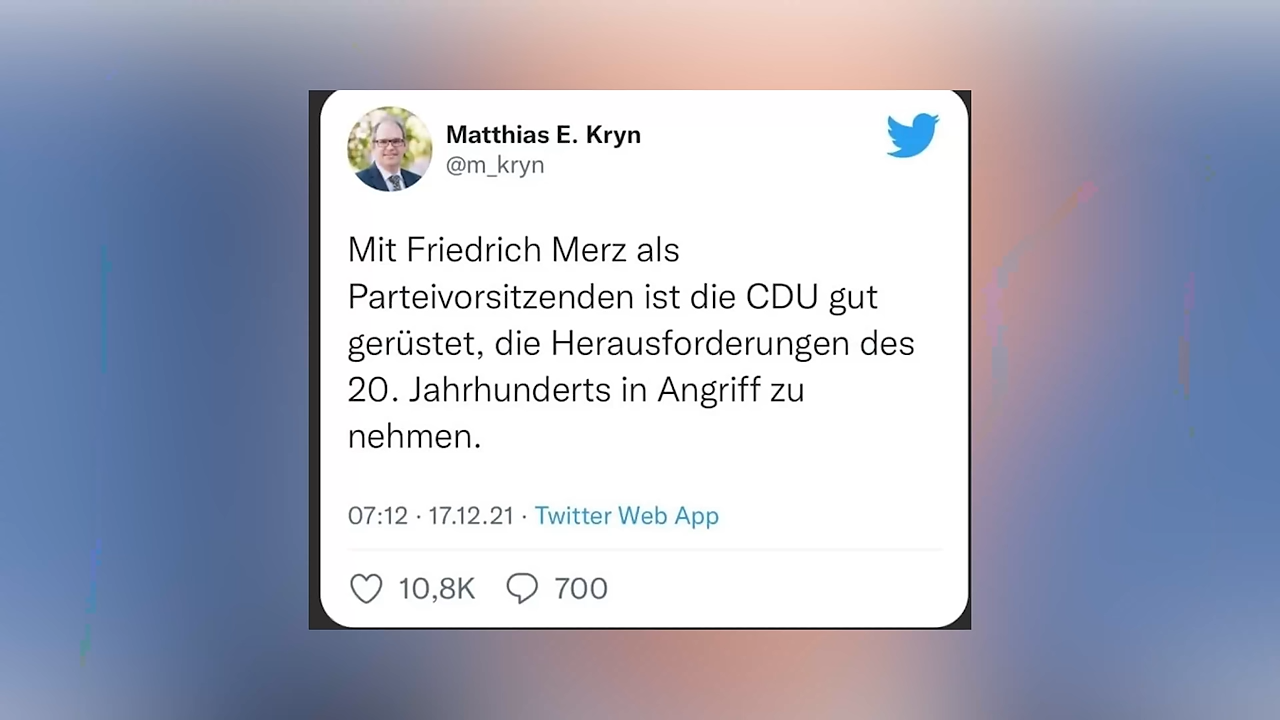 Matthias E. Kryn
@m_kryn
Mit Friedrich Merz als
Parteivorsitzenden ist die CDU gut
gerüstet, die Herausforderungen des
20. Jahrhunderts in Angriff zu
nehmen.
07:12 · 17.12.21 · Twitter Web App
10,8K 700